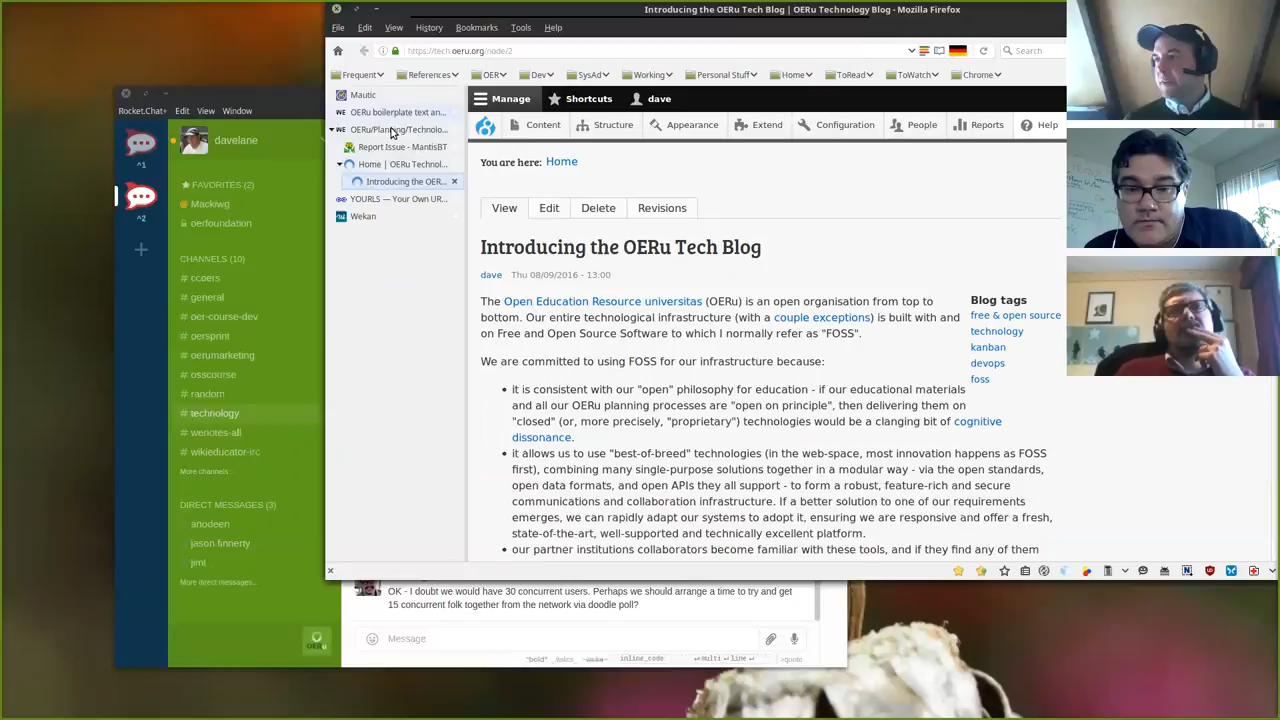 Introducing the OERu Tech Blog | OERu Technology Blog - Mozilla Firefox
File Edit View History Bookmarks Tools Help
https://tech.oeru.org/node/2
Search
Frequent References OER Dev SysAd Working Personal Stuff Home ToRead ToWatch Chrome
Mautic
OERu boilerplate text an...
OERu/Planning/Technolo...
Report Issue - MantisBT
Home | OERu Technol...
Introducing the OER...
YOURLS — Your Own UR...
Wekan
Manage Shortcuts dave
Content Structure Appearance Extend Configuration People Reports Help
You are here: Home
View Edit Delete Revisions
Introducing the OERu Tech Blog
dave Thu 08/09/2016 - 13:00
The Open Education Resource universitas (OERu) is an open organisation from top to
bottom. Our entire technological infrastructure (with a couple exceptions) is built with and
on Free and Open Source Software to which I normally refer as "FOSS".
We are committed to using FOSS for our infrastructure because:
it is consistent with our "open" philosophy for education - if our educational materials
and all our OERu planning processes are "open on principle", then delivering them on
"closed" (or, more precisely, "proprietary") technologies would be a clanging bit of cognitive
dissonance.
it allows us to use "best-of-breed" technologies (in the web-space, most innovation happens as FOSS
first), combining many single-purpose solutions together in a modular way - via the open standards,
open data formats, and open APIs they all support - to form a robust, feature-rich and secure
communications and collaboration infrastructure. If a better solution to one of our requirements
emerges, we can rapidly adapt our systems to adopt it, ensuring we are responsive and offer a fresh,
state-of-the-art, well-supported and technically excellent platform.
our partner institutions collaborators become familiar with these tools, and if they find any of them
Blog tags
free & open source
technology
kanban
devops
foss
Rocket.Chat+ Edit View Window
^1
^2
davelane
FAVORITES (2)
Mackiwg
oerfoundation
CHANNELS (10)
# ccoers
# general
# oer-course-dev
# oersprint
# oerumarketing
# osscourse
# random
# technology
# wenotes-all
# wikieducator-irc
More channels...
DIRECT MESSAGES (3)
anodeen
jason.finnerty
jimt
More direct messages...
OERu
OK - I doubt we would have 30 concurrent users. Perhaps we should arrange a time to try and get
15 concurrent folk together from the network via doodle poll?
Message
*bold* inline_code multi line >quote